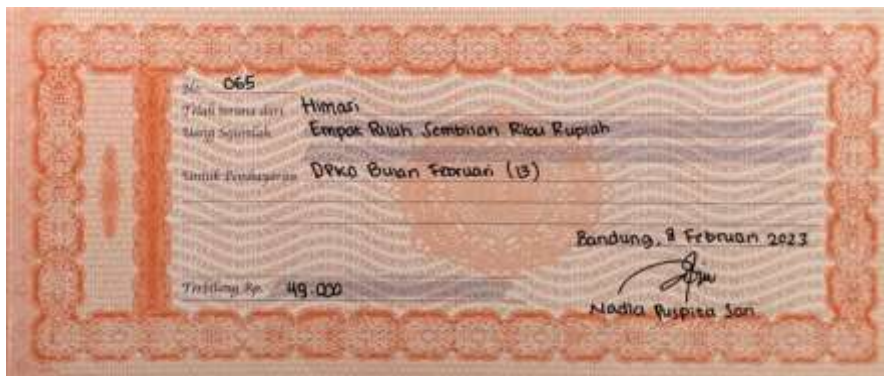 No. 065
Telah terima dari Himasi
Uang Sejumlah Empat Puluh Sembilan Ribu Rupiah
Untuk Pembayaran DPKO Bulan Februari (13)
Bandung, 8 Februari 2023
Terbilang Rp. 49.000
Nadia Puspita Sari